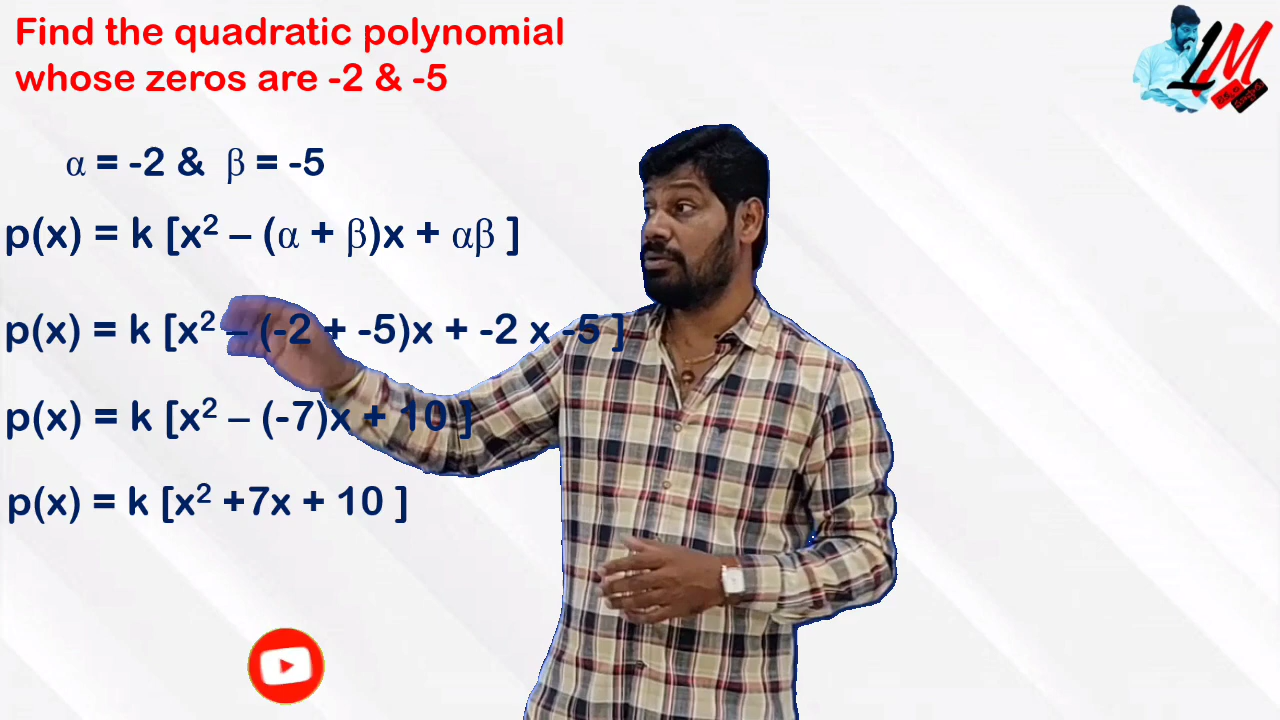 Find the quadratic polynomial
whose zeros are -2 & -5
α = -2 & β = -5
p(x) = k [x² – (α + β)x + αβ ]
p(x) = k [x² – (-2 + -5)x + -2 x -5 ]
p(x) = k [x² – (-7)x + 10 ]
p(x) = k [x² +7x + 10 ]
LM